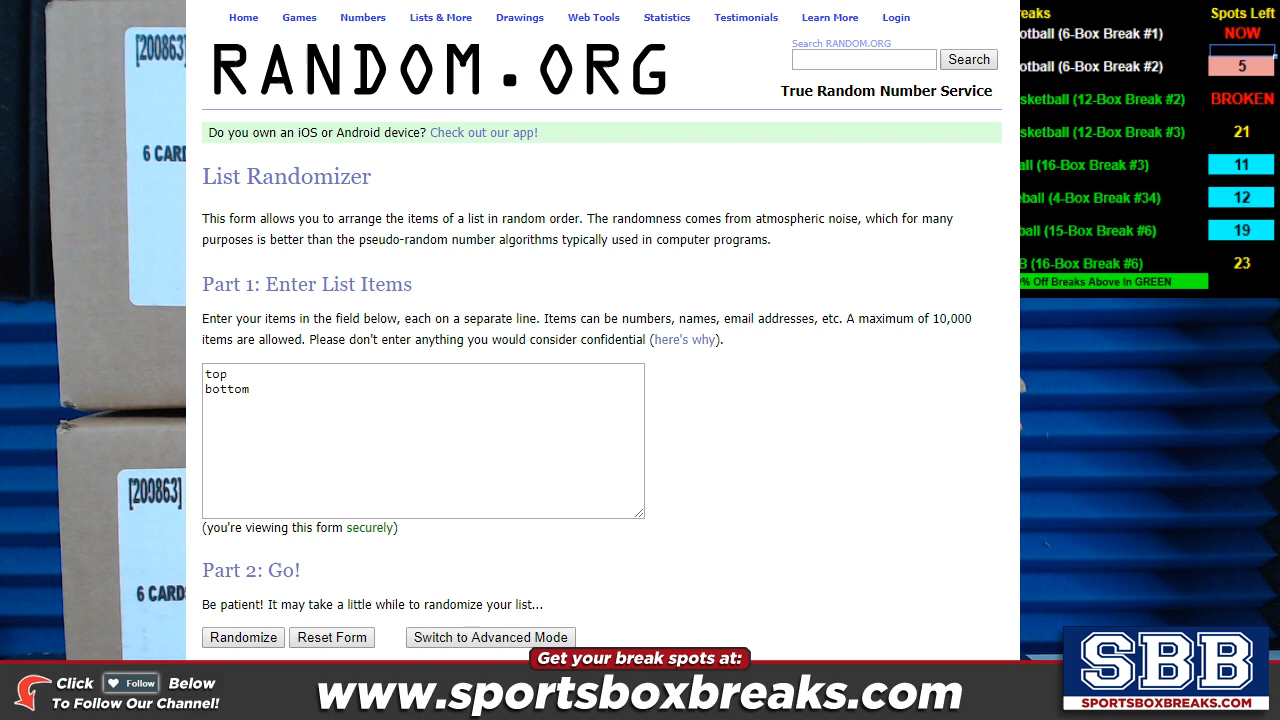 [200863]
6 CARD
[200863]
6 CARDS
Home Games Numbers Lists & More Drawings Web Tools Statistics Testimonials Learn More Login
RANDOM.ORG
Search RANDOM.ORG
Search
True Random Number Service
Do you own an iOS or Android device? Check out our app!
List Randomizer
This form allows you to arrange the items of a list in random order. The randomness comes from atmospheric noise, which for many
purposes is better than the pseudo-random number algorithms typically used in computer programs.
Part 1: Enter List Items
Enter your items in the field below, each on a separate line. Items can be numbers, names, email addresses, etc. A maximum of 10,000
items are allowed. Please don't enter anything you would consider confidential (here's why).
top
bottom
(you're viewing this form securely)
Part 2: Go!
Be patient! It may take a little while to randomize your list...
Randomize Reset Form Switch to Advanced Mode
reaks Spots Left
otball (6-Box Break #1) NOW
otball (6-Box Break #2) 5
sketball (12-Box Break #2) BROKEN
sketball (12-Box Break #3) 21
all (16-Box Break #3) 11
eball (4-Box Break #34) 12
ball (15-Box Break #6) 19
B (16-Box Break #6) 23
% Off Breaks Above in GREEN
Get your break spots at:
www.sportsboxbreaks.com
Click Follow Below
To Follow Our Channel!
SBB
SPORTSBOXBREAKS.COM